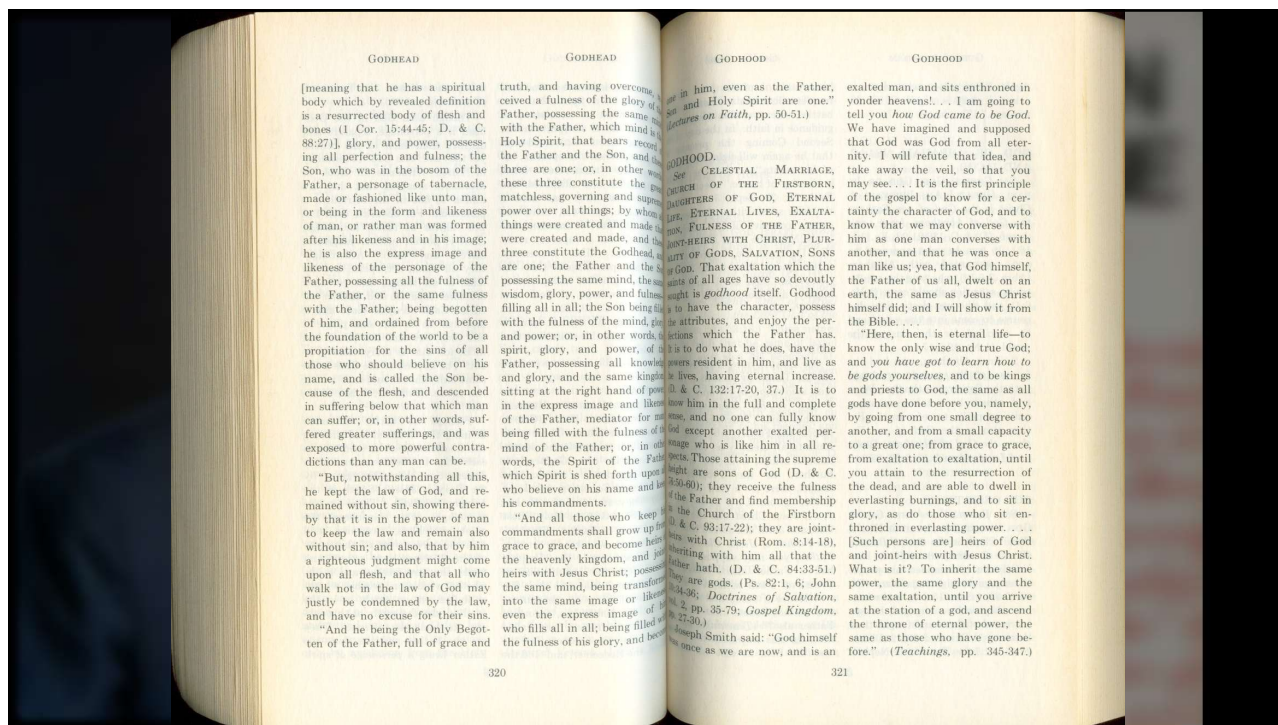 GODHEAD
[meaning that he has a spiritual
body which by revealed definition
is a resurrected body of flesh and
bones (1 Cor. 15:44-45; D. & C.
88:27)], glory, and power, possess-
ing all perfection and fulness; the
Son, who was in the bosom of the
Father, a personage of tabernacle,
made or fashioned like unto man,
or being in the form and likeness
of man, or rather man was formed
after his likeness and in his image;
he is also the express image and
likeness of the personage of the
Father, possessing all the fulness of
the Father, or the same fulness
with the Father; being begotten
of him, and ordained from before
the foundation of the world to be a
propitiation for the sins of all
those who should believe on his
name, and is called the Son be-
cause of the flesh, and descended
in suffering below that which man
can suffer; or, in other words, suf-
fered greater sufferings, and was
exposed to more powerful contra-
dictions than any man can be.
"But, notwithstanding all this,
he kept the law of God, and re-
mained without sin, showing there-
by that it is in the power of man
to keep the law and remain also
without sin; and also, that by him
a righteous judgment might come
upon all flesh, and that all who
walk not in the law of God may
justly be condemned by the law,
and have no excuse for their sins.
"And he being the Only Begot-
ten of the Father, full of grace and
GODHEAD
truth, and having overcome,
ceived a fulness of the glory of
Father, possessing the same
with the Father, which mind is
Holy Spirit, that bears record
the Father and the Son, and
three are one; or, in other
these three constitute the
matchless, governing and
power over all things; by whom
things were created and made
were created and made, and
three constitute the Godhead,
are one; the Father and the
possessing the same mind, the
wisdom, glory, power, and fulness
filling all in all; the Son being
with the fulness of the mind,
and power; or, in other words,
spirit, glory, and power, of
Father, possessing all
and glory, and the same kingdom
sitting at the right hand of power
in the express image and
of the Father, mediator for
being filled with the fulness of
mind of the Father; or, in
words, the Spirit of the
which Spirit is shed forth upon
who believe on his name and
his commandments.
"And all those who keep
commandments shall grow up from
grace to grace, and become heirs
the heavenly kingdom, and
heirs with Jesus Christ;
the same mind, being
into the same image or
even the express image of
who fills all in all; being filled
the fulness of his glory, and
320
GODHOOD
in him, even as the Father,
and Holy Spirit are one."
(Lectures on Faith, pp. 50-51.)
GODHOOD.
See CELESTIAL MARRIAGE,
CHURCH OF THE FIRSTBORN,
DAUGHTERS OF GOD, ETERNAL
LIFE, ETERNAL LIVES, EXALTA-
TION, FULNESS OF THE FATHER,
JOINT-HEIRS WITH CHRIST, PLUR-
ALITY OF GODS, SALVATION, SONS
OF GOD. That exaltation which the
saints of all ages have so devoutly
sought is godhood itself. Godhood
is to have the character, possess
the attributes, and enjoy the per-
fections which the Father has.
It is to do what he does, have the
powers resident in him, and live as
he lives, having eternal increase.
(D. & C. 132:17-20, 37.) It is to
know him in the full and complete
sense, and no one can fully know
God except another exalted per-
sonage who is like him in all re-
spects. Those attaining the supreme
height are sons of God (D. & C.
76:50-60); they receive the fulness
of the Father and find membership
in the Church of the Firstborn
(D. & C. 93:17-22); they are joint-
heirs with Christ (Rom. 8:14-18),
inheriting with him all that the
Father hath. (D. & C. 84:33-51.)
They are gods. (Ps. 82:1, 6; John
10:34-36; Doctrines of Salvation,
vol. 2, pp. 35-79; Gospel Kingdom,
pp. 27-30.)
Joseph Smith said: "God himself
was once as we are now, and is an
GODHOOD
exalted man, and sits enthroned in
yonder heavens!. . . I am going to
tell you how God came to be God.
We have imagined and supposed
that God was God from all eter-
nity. I will refute that idea, and
take away the veil, so that you
may see. . . . It is the first principle
of the gospel to know for a cer-
tainty the character of God, and to
know that we may converse with
him as one man converses with
another, and that he was once a
man like us; yea, that God himself,
the Father of us all, dwelt on an
earth, the same as Jesus Christ
himself did; and I will show it from
the Bible. . . .
"Here, then, is eternal life—to
know the only wise and true God;
and you have got to learn how to
be gods yourselves, and to be kings
and priests to God, the same as all
gods have done before you, namely,
by going from one small degree to
another, and from a small capacity
to a great one; from grace to grace,
from exaltation to exaltation, until
you attain to the resurrection of
the dead, and are able to dwell in
everlasting burnings, and to sit in
glory, as do those who sit en-
throned in everlasting power. . . .
[Such persons are] heirs of God
and joint-heirs with Jesus Christ.
What is it? To inherit the same
power, the same glory and the
same exaltation, until you arrive
at the station of a god, and ascend
the throne of eternal power, the
same as those who have gone be-
fore." (Teachings, pp. 345-347.)
321